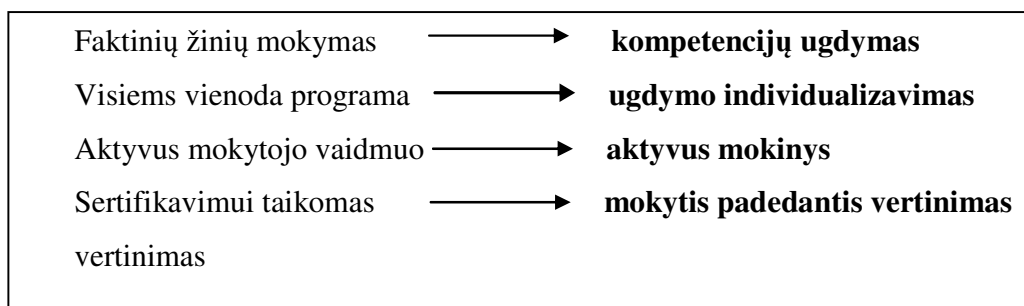 Faktinių žinių mokymas kompetencijų ugdymas
Visiems vienoda programa ugdymo individualizavimas
Aktyvus mokytojo vaidmuo aktyvus mokinys
Sertifikavimui taikomas mokytis padedantis vertinimas
vertinimas